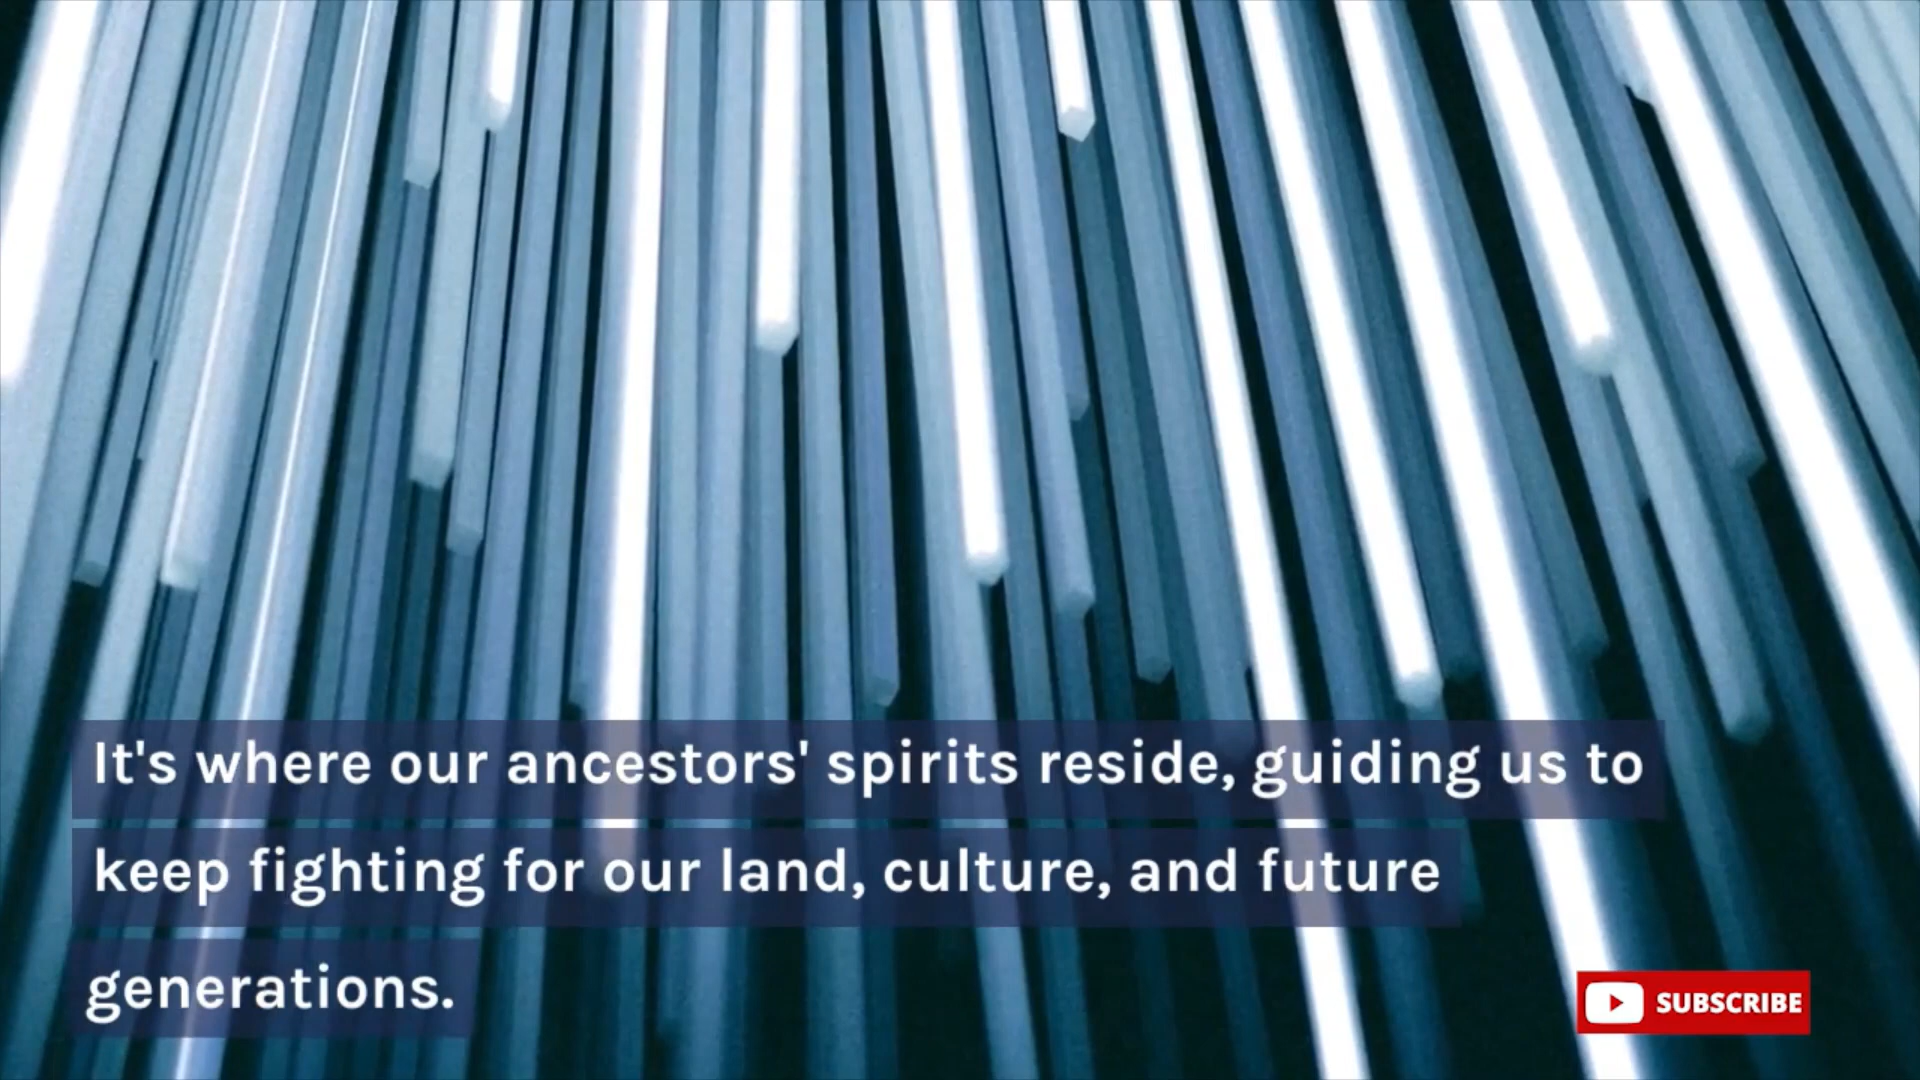 It's where our ancestors' spirits reside, guiding us to
keep fighting for our land, culture, and future
generations.
SUBSCRIBE